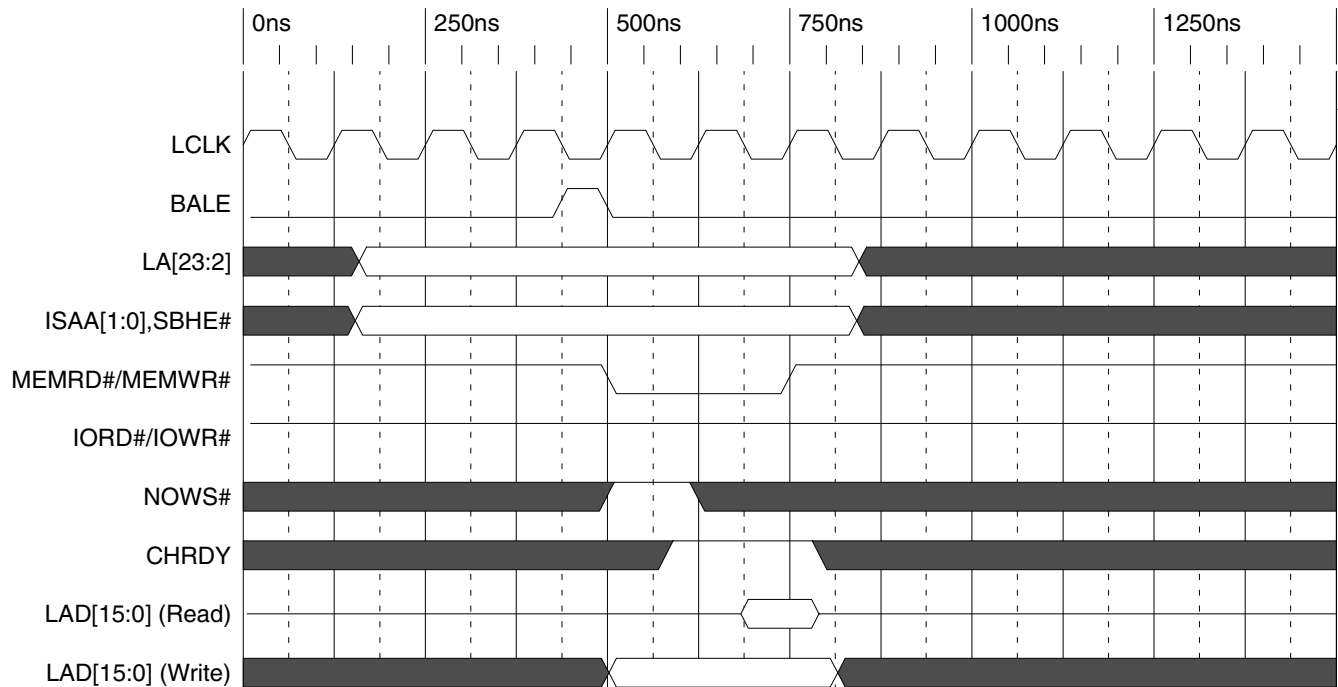 0ns 250ns 500ns 750ns 1000ns 1250ns
LCLK
BALE
LA[23:2]
ISAA[1:0],SBHE#
MEMRD#/MEMWR#
IORD#/IOWR#
NOWS#
CHRDY
LAD[15:0] (Read)
LAD[15:0] (Write)